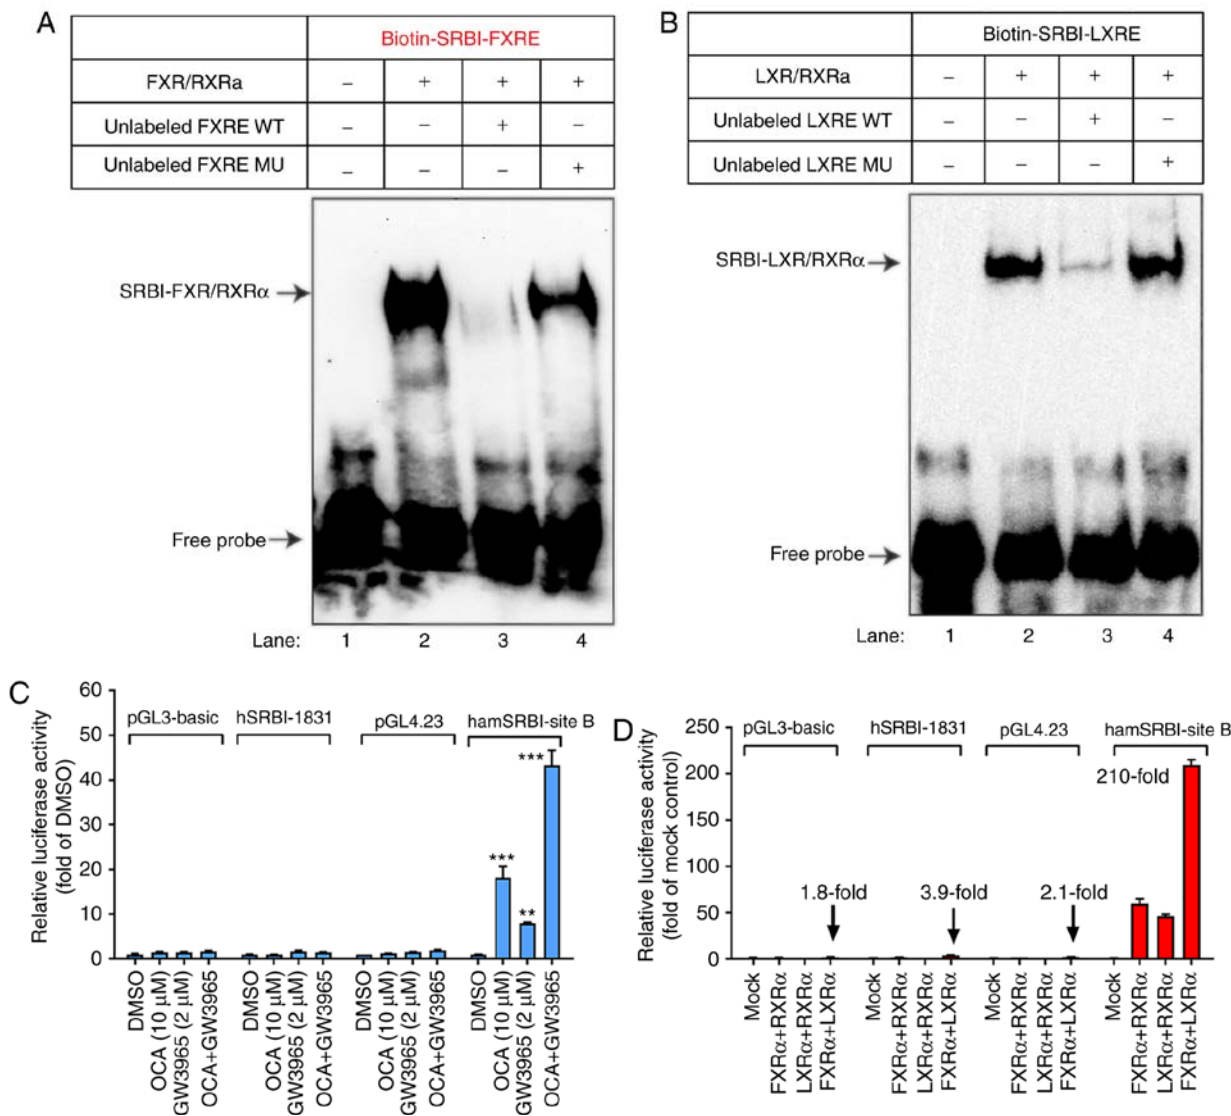 A
Biotin-SRBI-FXRE
FXR/RXRa – + + +
Unlabeled FXRE WT – – + –
Unlabeled FXRE MU – – – +
SRBI-FXR/RXRα
Free probe
Lane: 1 2 3 4
B
Biotin-SRBI-LXRE
LXR/RXRa – + + +
Unlabeled LXRE WT – – + –
Unlabeled LXRE MU – – – +
SRBI-LXR/RXRα
Free probe
Lane: 1 2 3 4
C
Relative luciferase activity
(fold of DMSO)
60
50
40
30
20
10
0
pGL3-basic hSRBI-1831 pGL4.23 hamSRBI-site B
*** ** ***
DMSO
OCA (10 µM)
GW3965 (2 µM)
OCA+GW3965
DMSO
OCA (10 µM)
GW3965 (2 µM)
OCA+GW3965
DMSO
OCA (10 µM)
GW3965 (2 µM)
OCA+GW3965
DMSO
OCA (10 µM)
GW3965 (2 µM)
OCA+GW3965
D
Relative luciferase activity
(fold of mock control)
250
200
150
100
50
0
pGL3-basic hSRBI-1831 pGL4.23 hamSRBI-site B
1.8-fold 3.9-fold 2.1-fold 210-fold
Mock
FXRα+RXRα
LXRα+RXRα
FXRα+LXRα
Mock
FXRα+RXRα
LXRα+RXRα
FXRα+LXRα
Mock
FXRα+RXRα
LXRα+RXRα
FXRα+LXRα
Mock
FXRα+RXRα
LXRα+RXRα
FXRα+LXRα